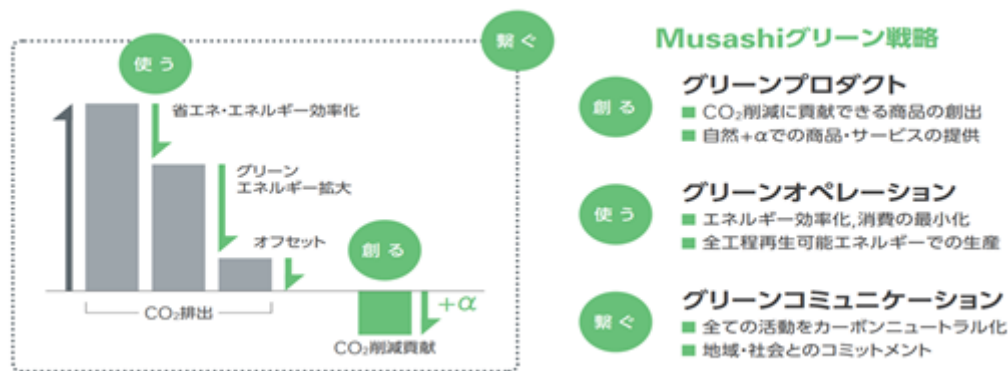 繋ぐ
使う
省エネ・エネルギー効率化
グリーン
エネルギー拡大
オフセット
創る
+α
CO₂排出
CO₂削減貢献
Musashiグリーン戦略
創る
グリーンプロダクト
CO₂削減に貢献できる商品の創出
自然+αでの商品・サービスの提供
使う
グリーンオペレーション
エネルギー効率化,消費の最小化
全工程再生可能エネルギーでの生産
繋ぐ
グリーンコミュニケーション
全ての活動をカーボンニュートラル化
地域・社会とのコミットメント